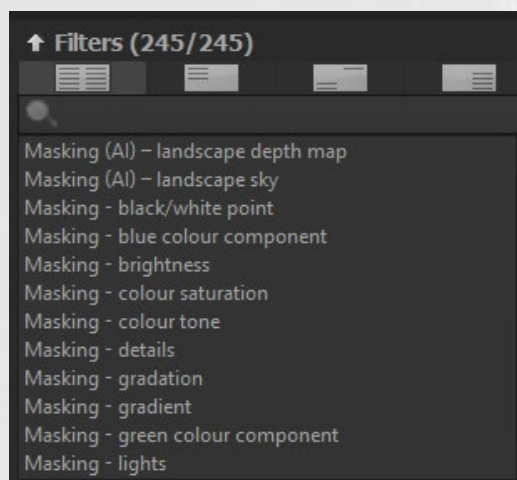 Filters (245/245)
Masking (AI) – landscape depth map
Masking (AI) – landscape sky
Masking - black/white point
Masking - blue colour component
Masking - brightness
Masking - colour saturation
Masking - colour tone
Masking - details
Masking - gradation
Masking - gradient
Masking - green colour component
Masking - lights